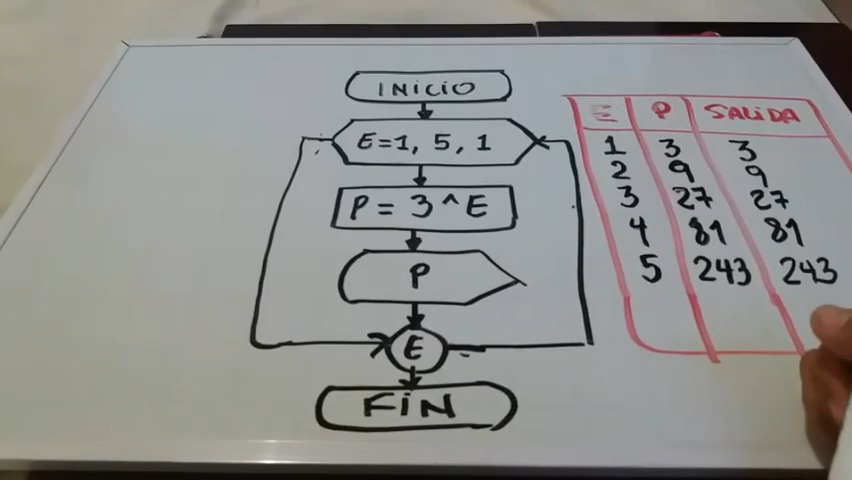 INICIO
E=1, 5, 1
P = 3 ^ E
P
E
FIN
E P SALIDA
1 3 3
2 9 9
3 27 27
4 81 81
5 243 243